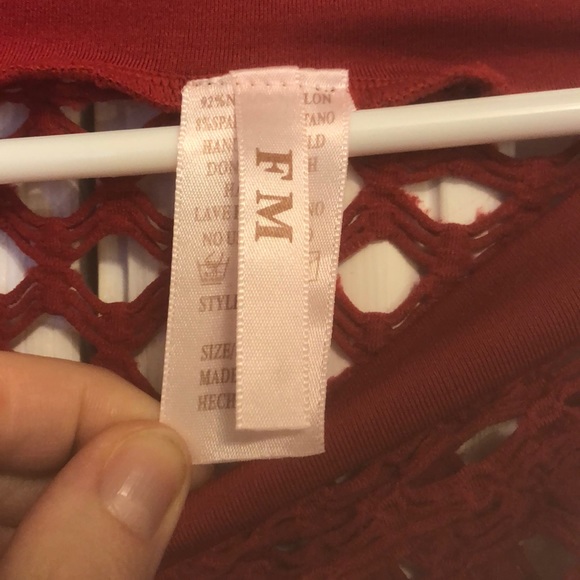 92%N LON
8%SPA TANO
HAN LD
DON H
H
LAVE NO
NO U O
STYLE
SIZE/
MADE
HECH
FM